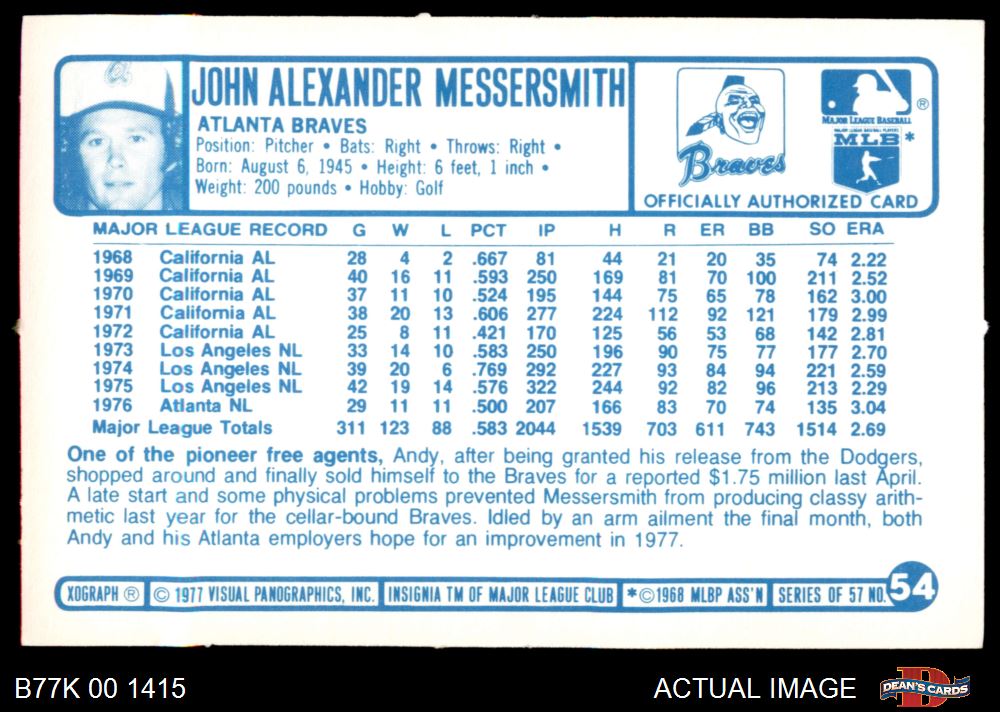 a
JOHN ALEXANDER MESSERSMITH
ATLANTA BRAVES
Position: Pitcher • Bats: Right • Throws: Right •
Born: August 6, 1945 • Height: 6 feet, 1 inch •
Weight: 200 pounds • Hobby: Golf
Braves
®
MAJOR LEAGUE BASEBALL
MAJOR LEAGUE BASEBALL PLAYERS
MLB *
OFFICIALLY AUTHORIZED CARD
MAJOR LEAGUE RECORD G W L PCT IP H R ER BB SO ERA
1968 California AL 28 4 2 .667 81 44 21 20 35 74 2.22
1969 California AL 40 16 11 .593 250 169 81 70 100 211 2.52
1970 California AL 37 11 10 .524 195 144 75 65 78 162 3.00
1971 California AL 38 20 13 .606 277 224 112 92 121 179 2.99
1972 California AL 25 8 11 .421 170 125 56 53 68 142 2.81
1973 Los Angeles NL 33 14 10 .583 250 196 90 75 77 177 2.70
1974 Los Angeles NL 39 20 6 .769 292 227 93 84 94 221 2.59
1975 Los Angeles NL 42 19 14 .576 322 244 92 82 96 213 2.29
1976 Atlanta NL 29 11 11 .500 207 166 83 70 74 135 3.04
Major League Totals 311 123 88 .583 2044 1539 703 611 743 1514 2.69
One of the pioneer free agents, Andy, after being granted his release from the Dodgers,
shopped around and finally sold himself to the Braves for a reported $1.75 million last April.
A late start and some physical problems prevented Messersmith from producing classy arith-
metic last year for the cellar-bound Braves. Idled by an arm ailment the final month, both
Andy and his Atlanta employers hope for an improvement in 1977.
XOGRAPH ® © 1977 VISUAL PANOGRAPHICS, INC. INSIGNIA TM OF MAJOR LEAGUE CLUB *©1968 MLBP ASS'N SERIES OF 57 NO. 54
B77K 00 1415
ACTUAL IMAGE
D
DEAN'S CARDS